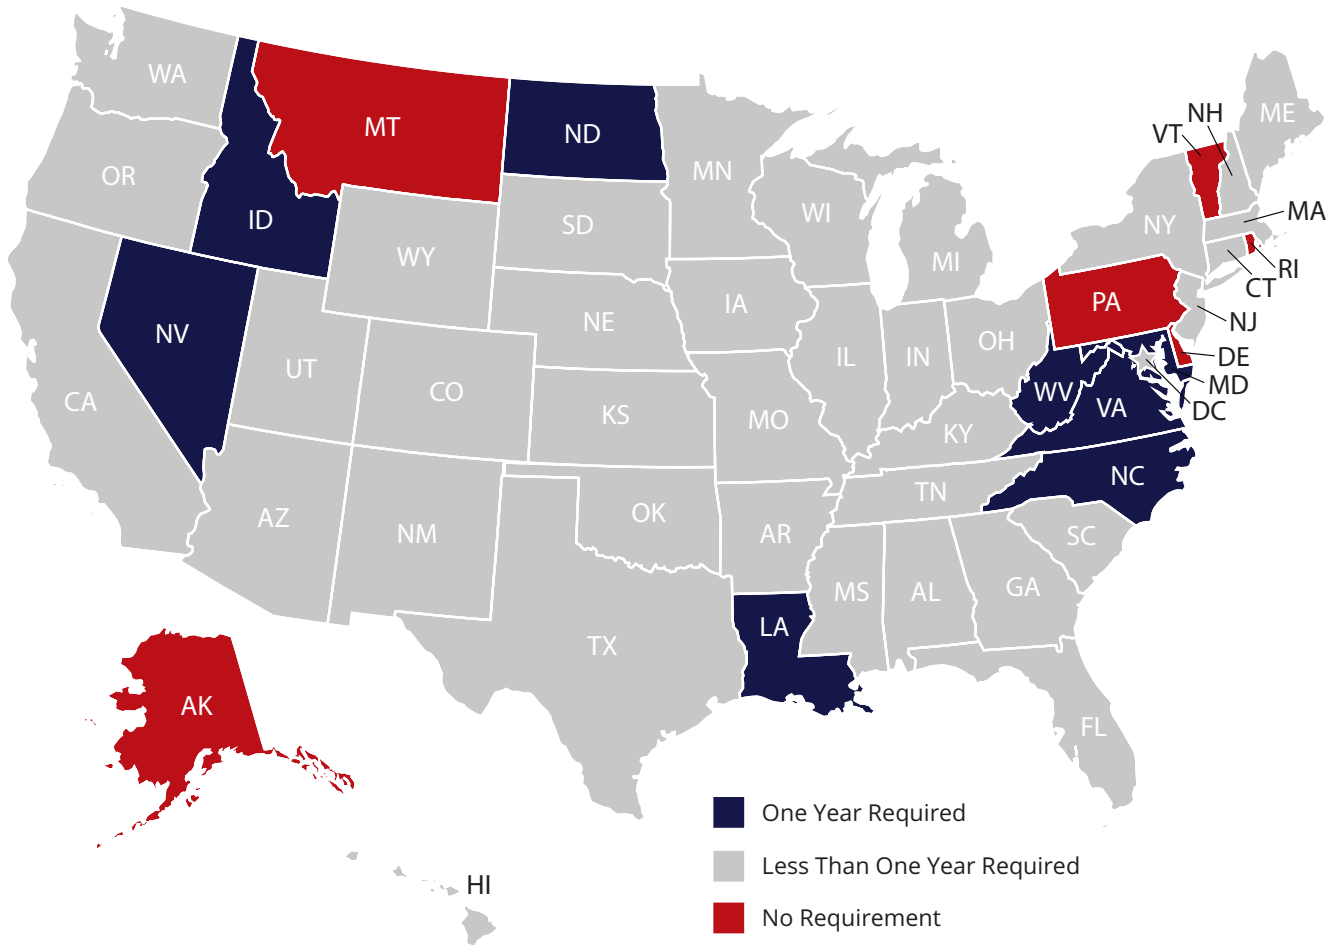 WA
MT
ND
MN
OR
ID
SD
WI
WY
MI
NY
VT
NH
ME
MA
RI
CT
NJ
PA
NV
UT
CO
NE
IA
IL
IN
OH
DE
MD
DC
WV
VA
CA
KS
MO
KY
NC
TN
AZ
NM
OK
AR
SC
MS
AL
GA
TX
LA
FL
AK
HI
One Year Required
Less Than One Year Required
No Requirement